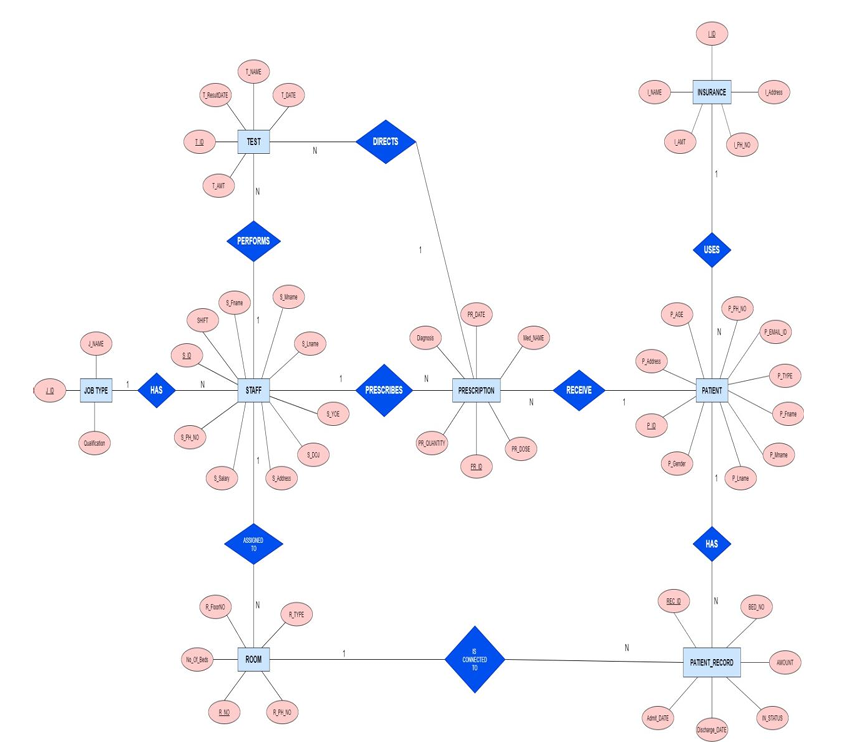 I_ID
T_NAME
I_NAME
INSURANCE
I_Address
T_ResultDATE
T_DATE
T_ID
TEST
DIRECTS
I_AMT
I_PH_NO
N
1
T_AMT
N
PERFORMS
1
USES
S_Fname
S_Mname
P_AGE
P_PH_NO
SHIFT
1
PR_DATE
N
P_EMAIL_ID
J_NAME
S_Lname
Diagnosis
Med_NAME
S_ID
P_Address
P_TYPE
J_ID
JOB TYPE
1
HAS
N
STAFF
1
PRESCRIBES
N
PRESCRIPTION
N
RECEIVE
1
PATIENT
S_YOE
P_Fname
Qualification
S_PH_NO
PR_QUANTITY
PR_DOSE
P_ID
S_DOJ
P_Mname
1
PR_ID
P_Gender
S_Salary
S_Address
1
P_Lname
ASSIGNED
TO
HAS
N
N
REC_ID
BED_NO
R_FloorNO
R_TYPE
No_Of_Beds
ROOM
1
IS
CONNECTED
TO
N
PATIENT_RECORD
AMOUNT
R_NO
R_PH_NO
Admit_DATE
Discharge_DATE
IN_STATUS